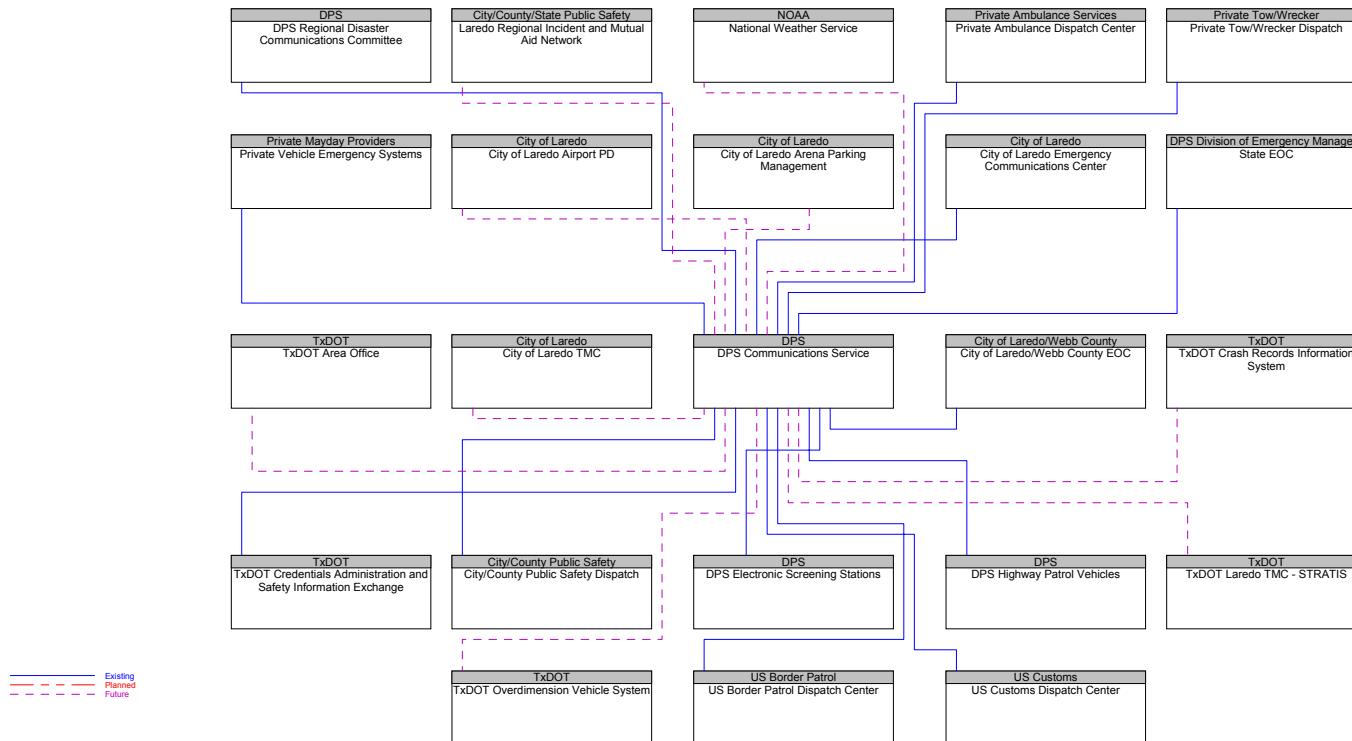 DPS
DPS Regional Disaster
Communications Committee
City/County/State Public Safety
Laredo Regional Incident and Mutual
Aid Network
NOAA
National Weather Service
Private Ambulance Services
Private Ambulance Dispatch Center
Private Tow/Wrecker
Private Tow/Wrecker Dispatch
Private Mayday Providers
Private Vehicle Emergency Systems
City of Laredo
City of Laredo Airport PD
City of Laredo
City of Laredo Arena Parking
Management
City of Laredo
City of Laredo Emergency
Communications Center
DPS Division of Emergency Manage
State EOC
TxDOT
TxDOT Area Office
City of Laredo
City of Laredo TMC
DPS
DPS Communications Service
City of Laredo/Webb County
City of Laredo/Webb County EOC
TxDOT
TxDOT Crash Records Information
System
TxDOT
TxDOT Credentials Administration and
Safety Information Exchange
City/County Public Safety
City/County Public Safety Dispatch
DPS
DPS Electronic Screening Stations
DPS
DPS Highway Patrol Vehicles
TxDOT
TxDOT Laredo TMC - STRATIS
TxDOT
TxDOT Overdimension Vehicle System
US Border Patrol
US Border Patrol Dispatch Center
US Customs
US Customs Dispatch Center
Existing
Planned
Future